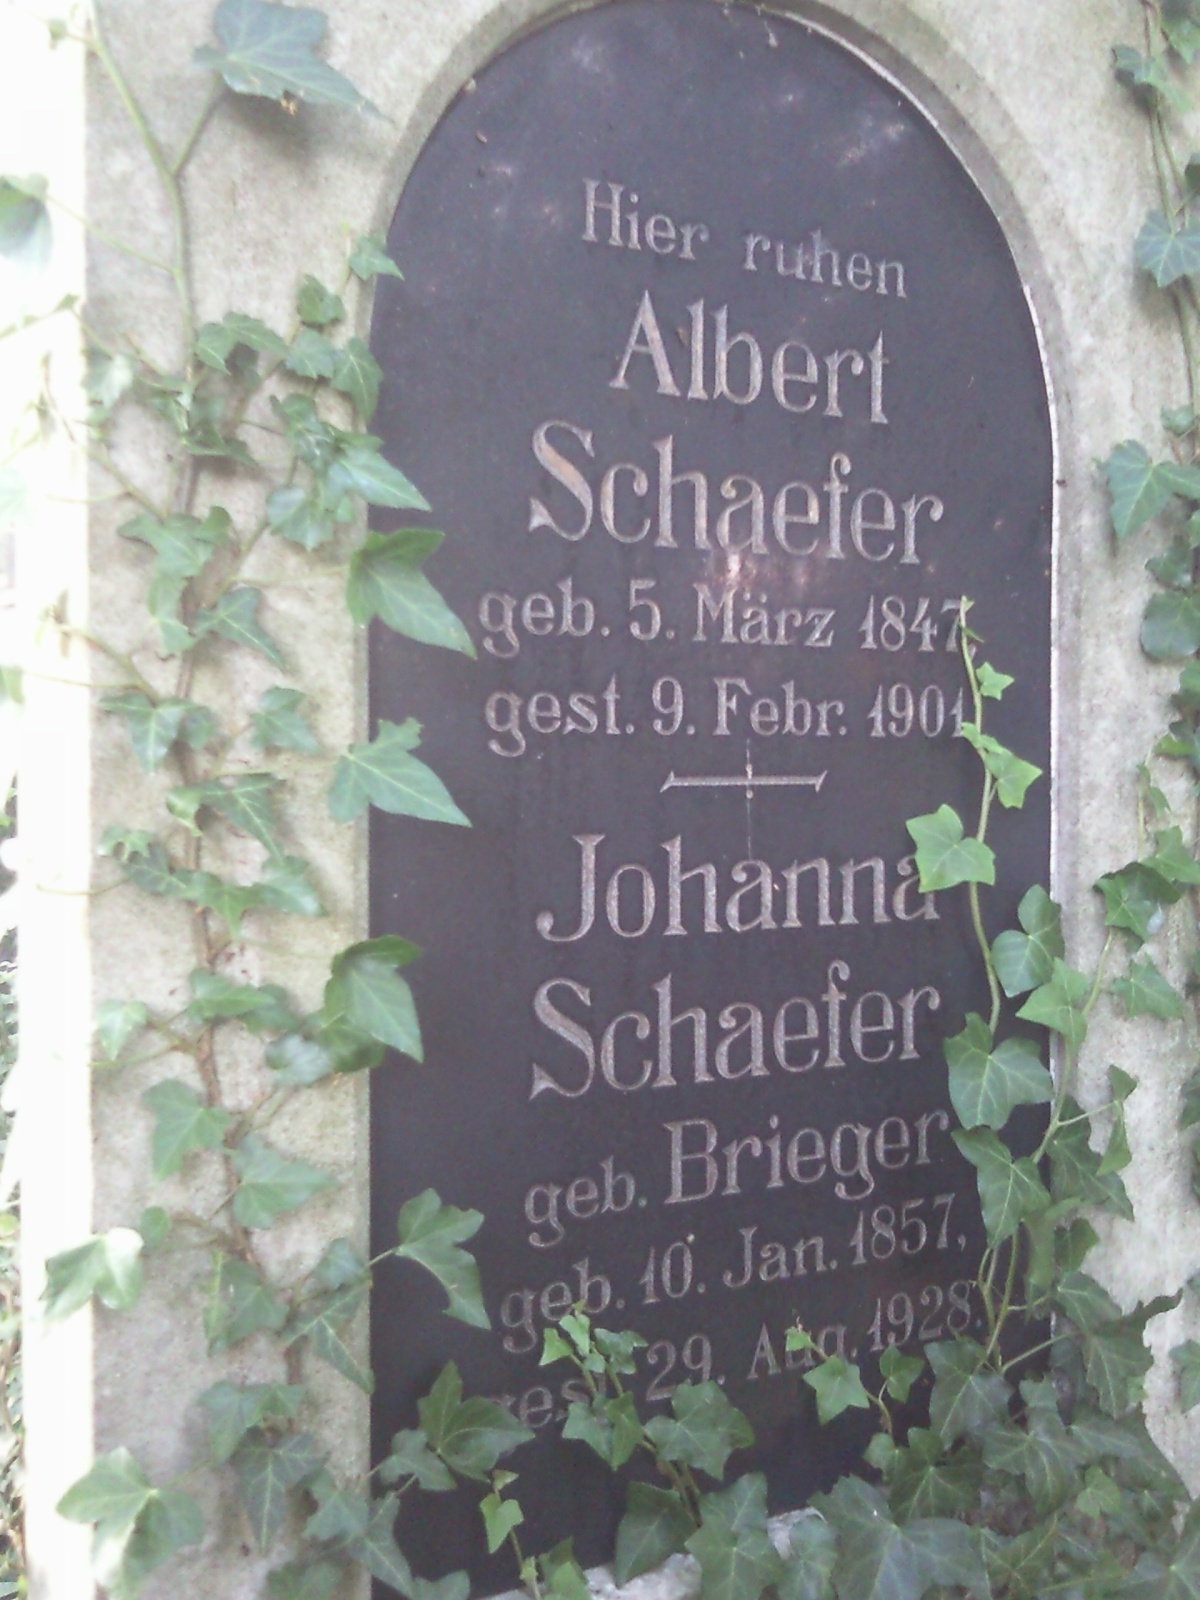 Hier ruhen
Albert
Schaefer
geb. 5. März 1847,
gest. 9. Febr. 1901
Johanna
Schaefer
geb. Brieger
geb. 10. Jan. 1857,
gest. 29. Aug. 1928.